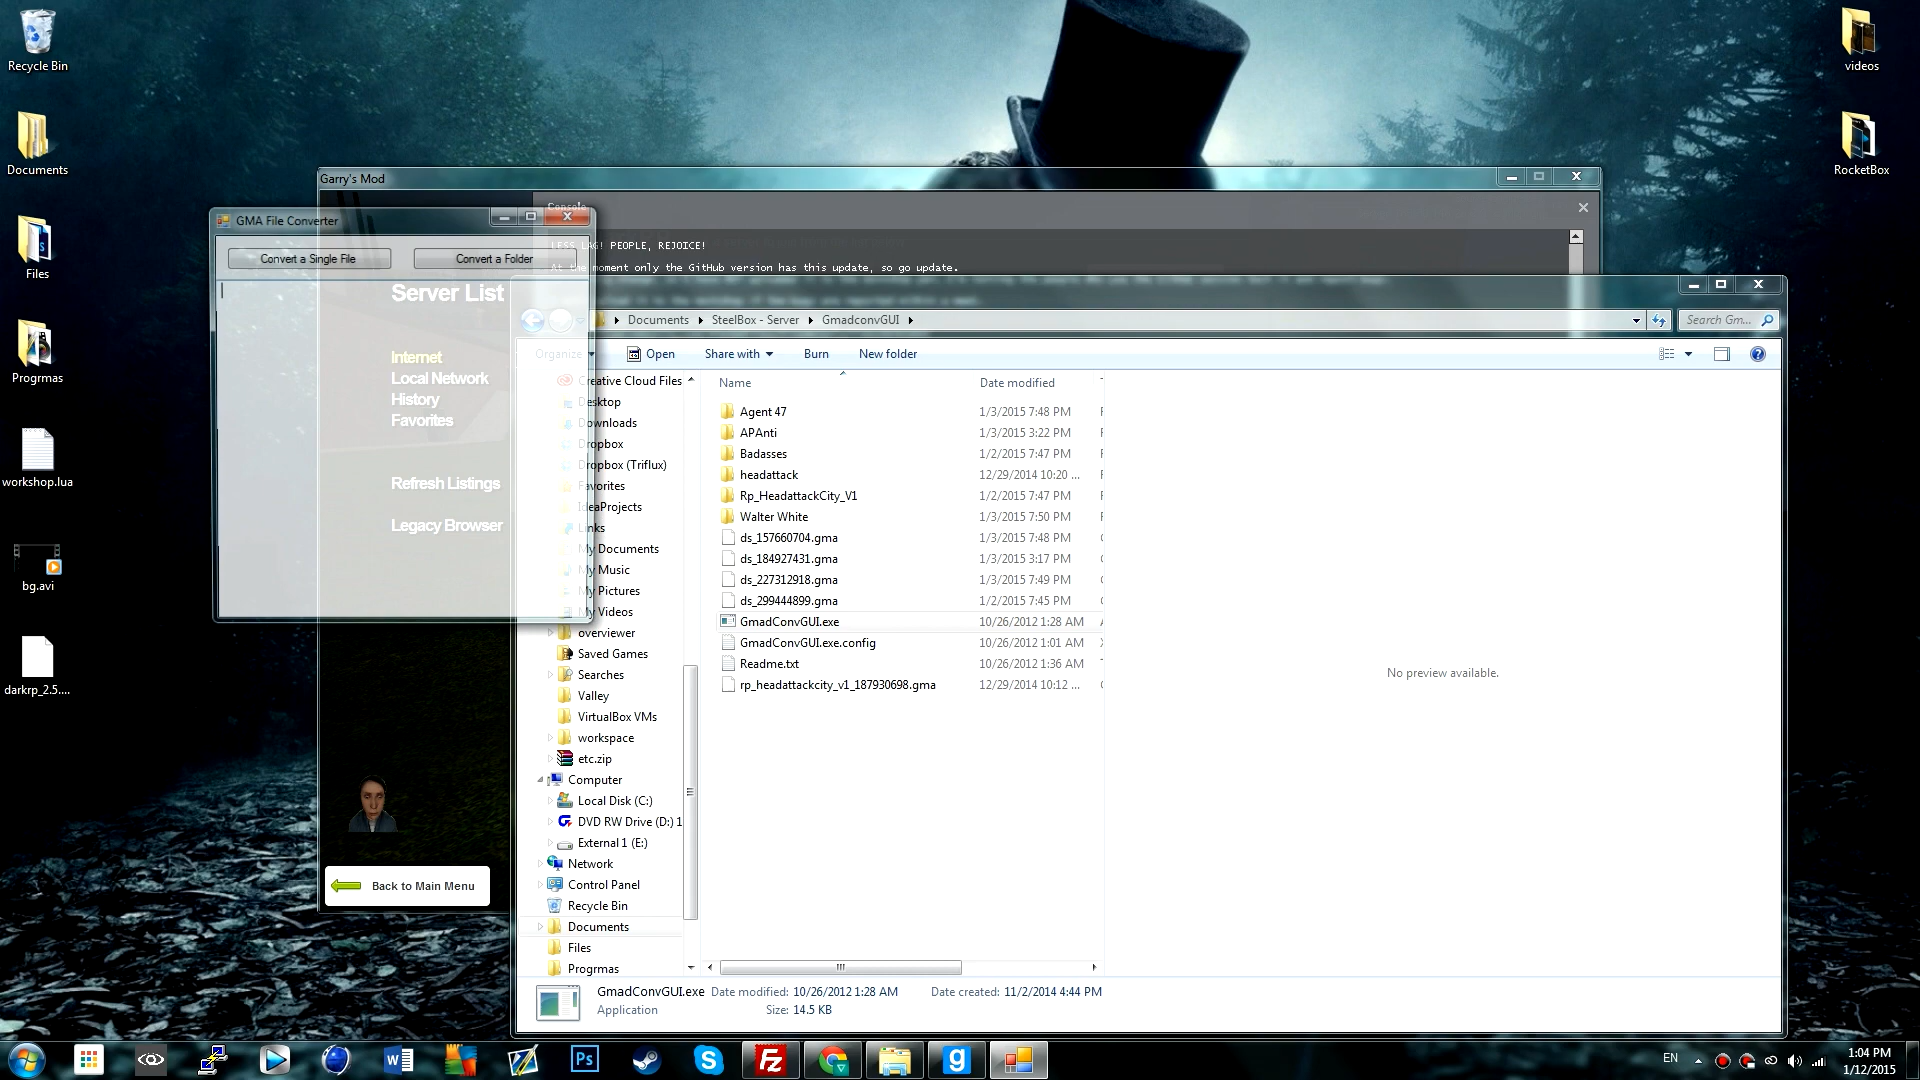 Recycle Bin
Documents
Files
Progrmas
workshop.lua
bg.avi
darkrp_2.5....
videos
RocketBox
Garry's Mod
Console
LESS LAG! PEOPLE, REJOICE!
At the moment only the GitHub version has this update, so go update.
GMA File Converter
Convert a Single File
Convert a Folder
Server List
Internet
Local Network
History
Favorites
Refresh Listings
Legacy Browser
Back to Main Menu
Documents
SteelBox - Server
GmadconvGUI
Search Gm...
Organize
Open
Share with
Burn
New folder
Creative Cloud Files
Desktop
Downloads
Dropbox
Dropbox (Triflux)
Favorites
IdeaProjects
Links
My Documents
My Music
My Pictures
My Videos
overviewer
Saved Games
Searches
Valley
VirtualBox VMs
workspace
etc.zip
Computer
Local Disk (C:)
DVD RW Drive (D:) 1
External 1 (E:)
Network
Control Panel
Recycle Bin
Documents
Files
Progrmas
Name Date modified
Agent 47 1/3/2015 7:48 PM
APAnti 1/3/2015 3:22 PM
Badasses 1/2/2015 7:47 PM
headattack 12/29/2014 10:20 ...
Rp_HeadattackCity_V1 1/2/2015 7:47 PM
Walter White 1/3/2015 7:50 PM
ds_157660704.gma 1/3/2015 7:48 PM
ds_184927431.gma 1/3/2015 3:17 PM
ds_227312918.gma 1/3/2015 7:49 PM
ds_299444899.gma 1/2/2015 7:45 PM
GmadConvGUI.exe 10/26/2012 1:28 AM
GmadConvGUI.exe.config 10/26/2012 1:01 AM
Readme.txt 10/26/2012 1:36 AM
rp_headattackcity_v1_187930698.gma 12/29/2014 10:12 ...
No preview available.
GmadConvGUI.exe Date modified: 10/26/2012 1:28 AM Date created: 11/2/2014 4:44 PM
Application Size: 14.5 KB
EN
1:04 PM
1/12/2015